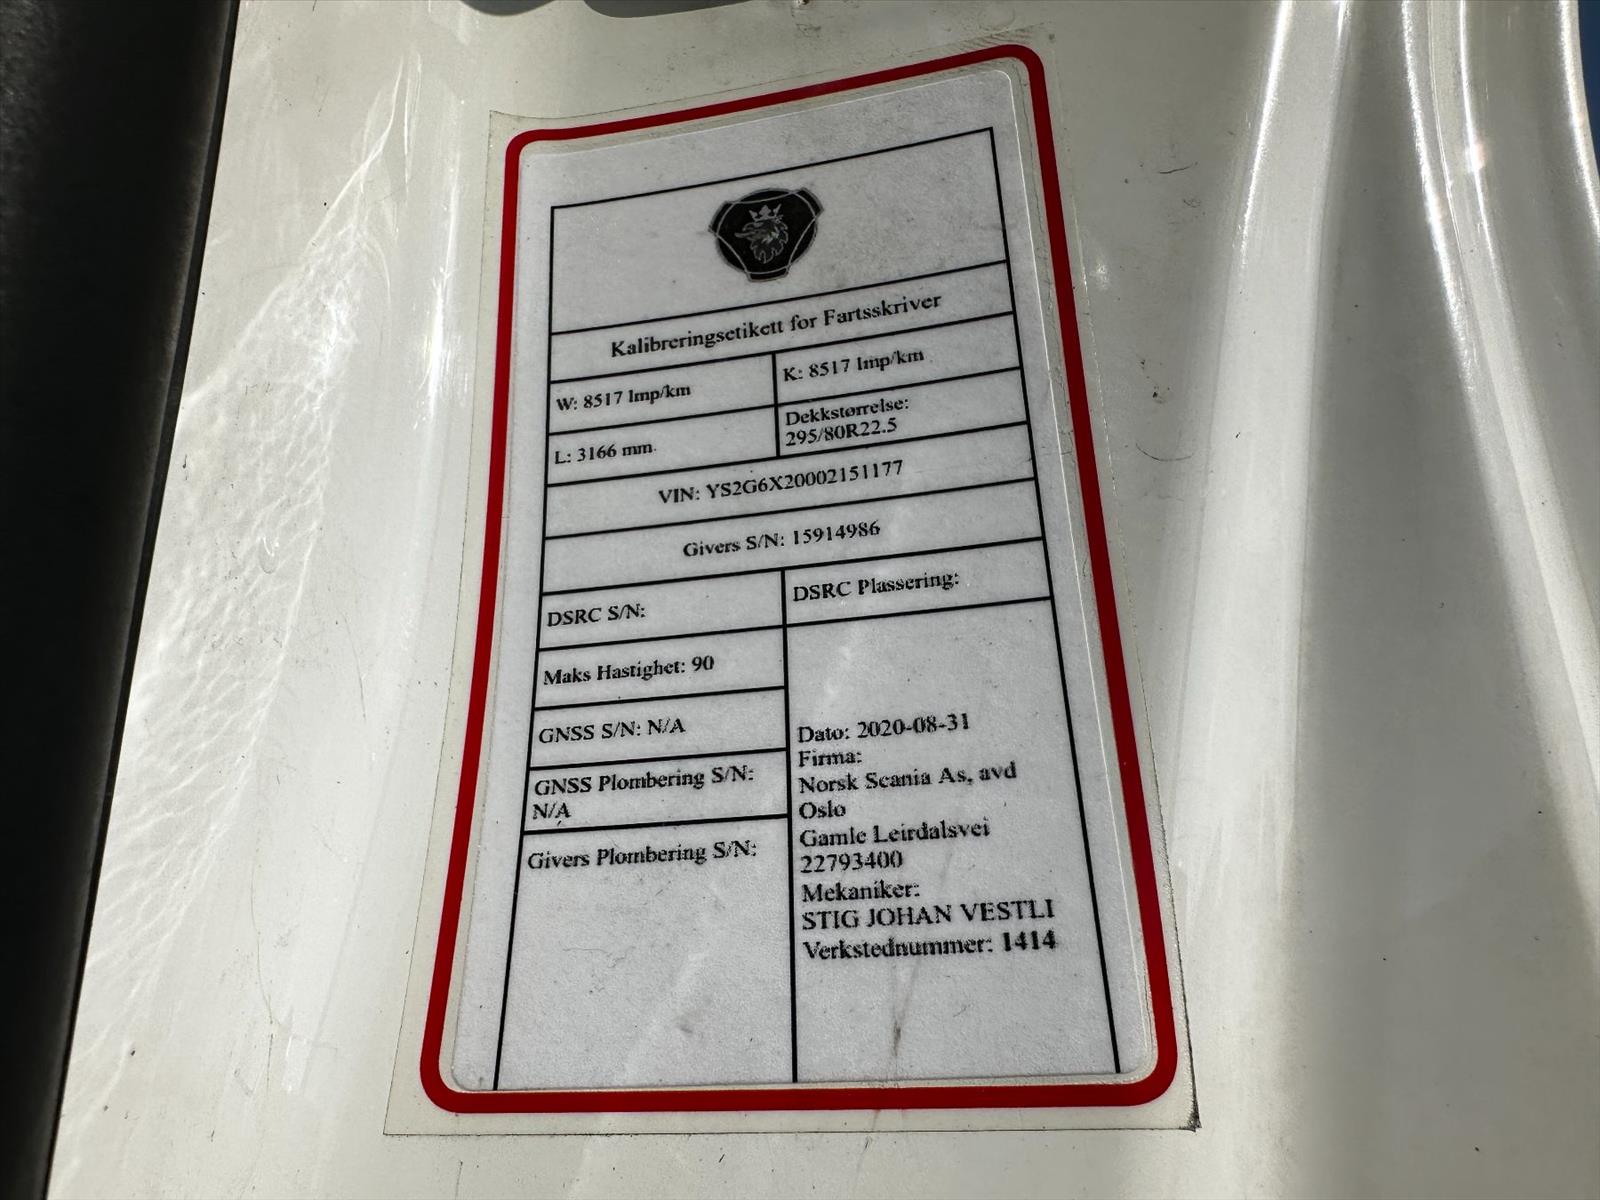 Kalibreringsetikett for Fartsskriver
W: 8517 Imp/km
K: 8517 Imp/km
L: 3166 mm
Dekkstørrelse:
295/80R22.5
VIN: YS2G6X20002151177
Givers S/N: 15914986
DSRC S/N:
DSRC Plassering:
Maks Hastighet: 90
GNSS S/N: N/A
GNSS Plombering S/N:
N/A
Givers Plombering S/N:
Dato: 2020-08-31
Firma:
Norsk Scania As, avd
Oslo
Gamle Leirdalsvei
22793400
Mekaniker:
STIG JOHAN VESTLI
Verkstednummer: 1414